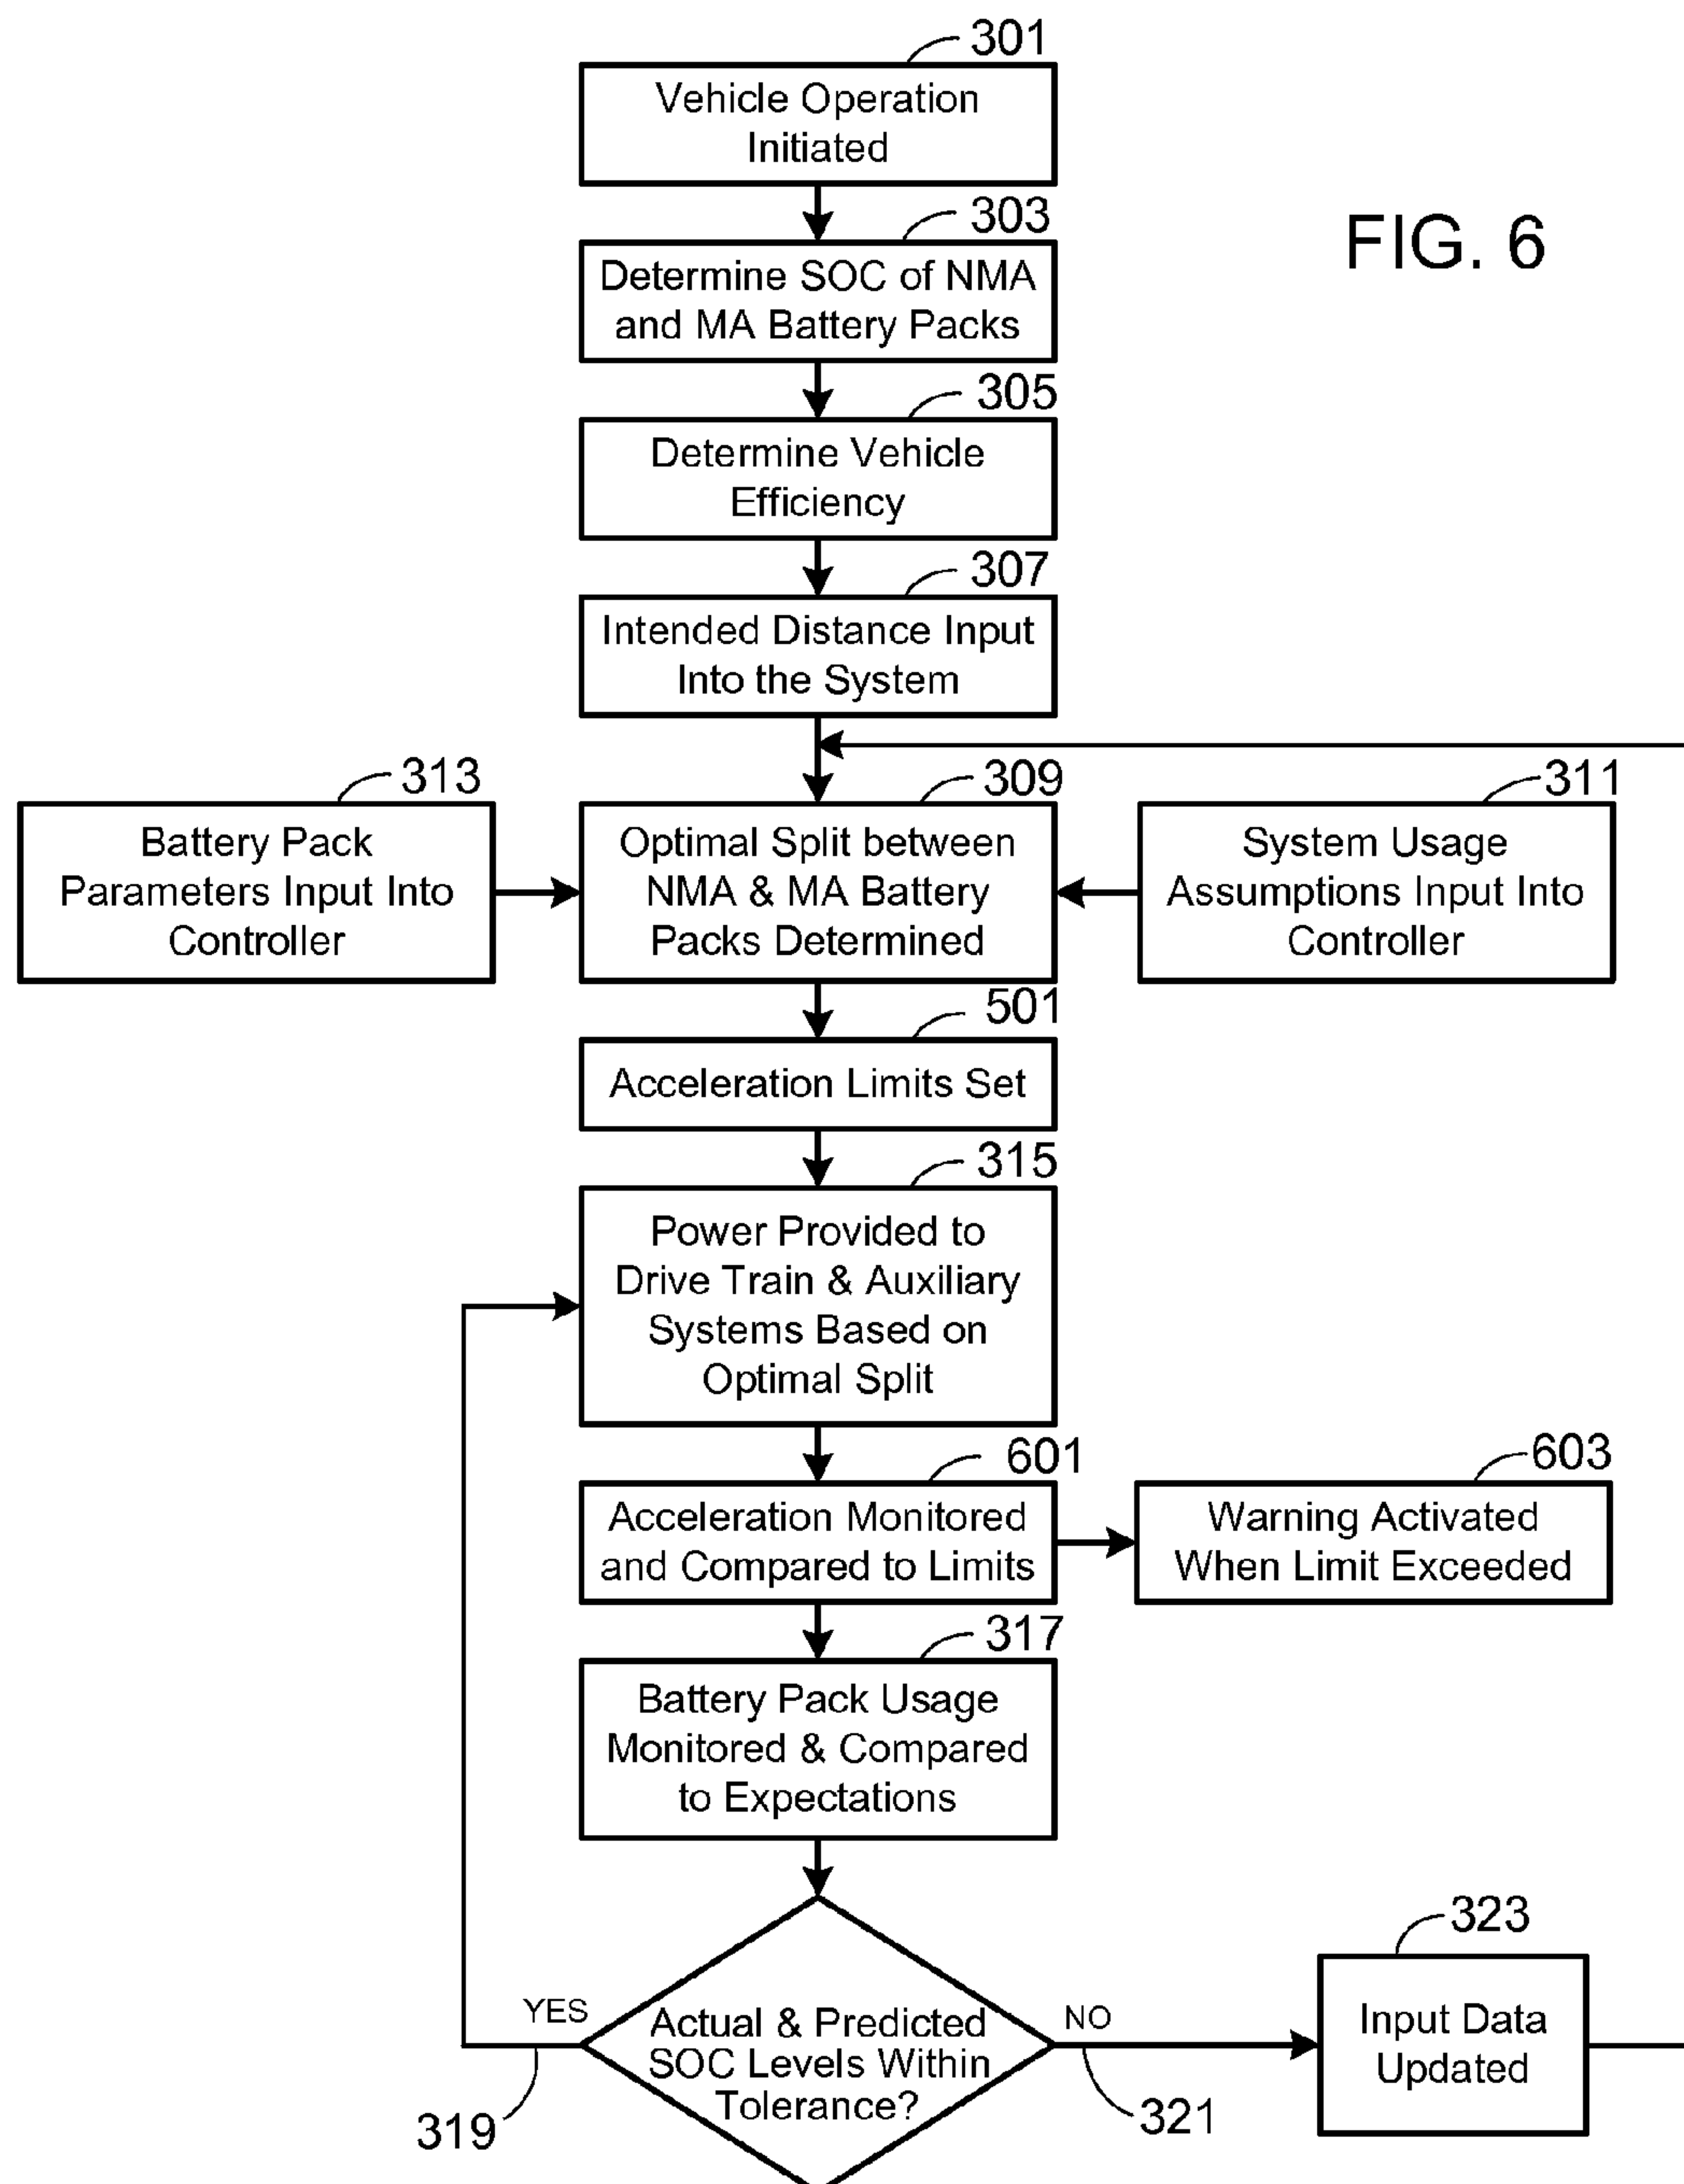 301
Vehicle Operation
Initiated
FIG. 6
303
Determine SOC of NMA
and MA Battery Packs
305
Determine Vehicle
Efficiency
307
Intended Distance Input
Into the System
313
Battery Pack
Parameters Input Into
Controller
309
Optimal Split between
NMA & MA Battery
Packs Determined
311
System Usage
Assumptions Input Into
Controller
501
Acceleration Limits Set
315
Power Provided to
Drive Train & Auxiliary
Systems Based on
Optimal Split
601
Acceleration Monitored
and Compared to Limits
603
Warning Activated
When Limit Exceeded
317
Battery Pack Usage
Monitored & Compared
to Expectations
YES
Actual & Predicted
SOC Levels Within
Tolerance?
NO
319
321
323
Input Data
Updated